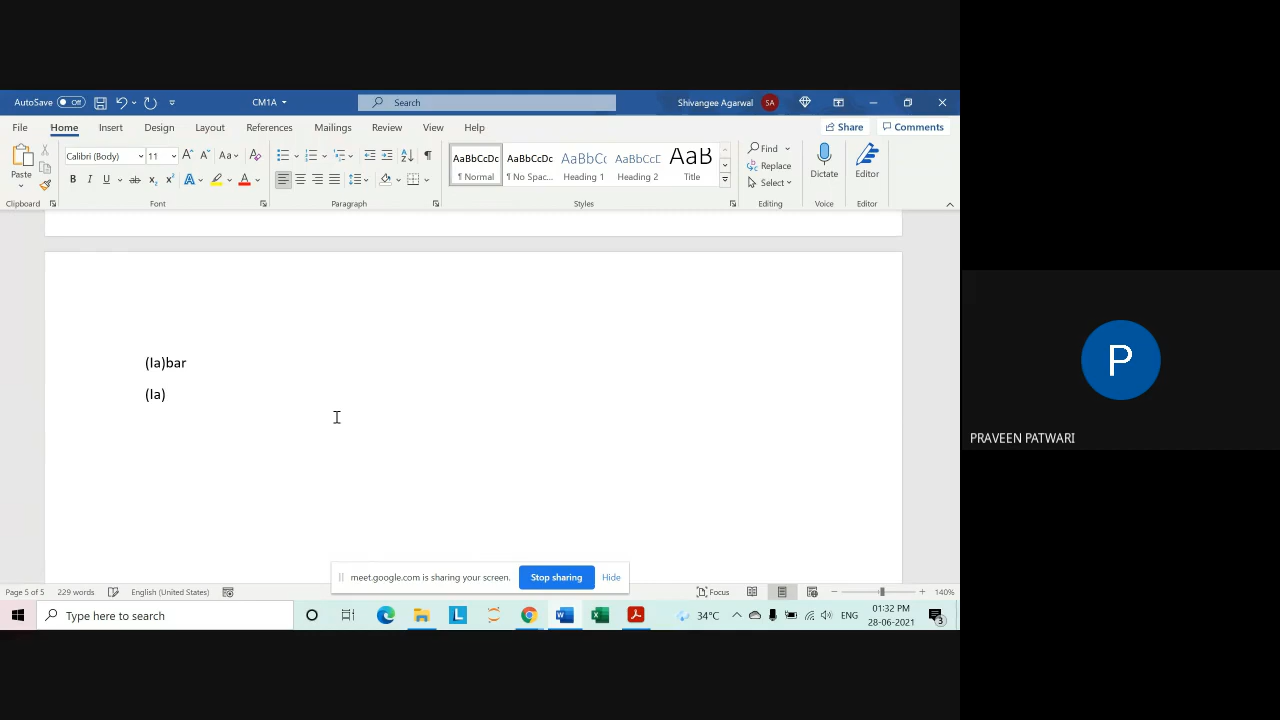 AutoSave Off
CM1A
Search
Shivangee Agarwal SA
File Home Insert Design Layout References Mailings Review View Help
Share Comments
Paste
Calibri (Body) 11
AaBbCcDc AaBbCcDc AaBbCc AaBbCcE AaB
¶ Normal ¶ No Spac... Heading 1 Heading 2 Title
Find
Replace
Select
Dictate
Editor
Clipboard Font Paragraph Styles Editing Voice Editor
(Ia)bar
(Ia)
P
PRAVEEN PATWARI
meet.google.com is sharing your screen. Stop sharing Hide
Page 5 of 5 229 words English (United States) Focus 140%
Type here to search
34°C ENG
01:32 PM
28-06-2021
3